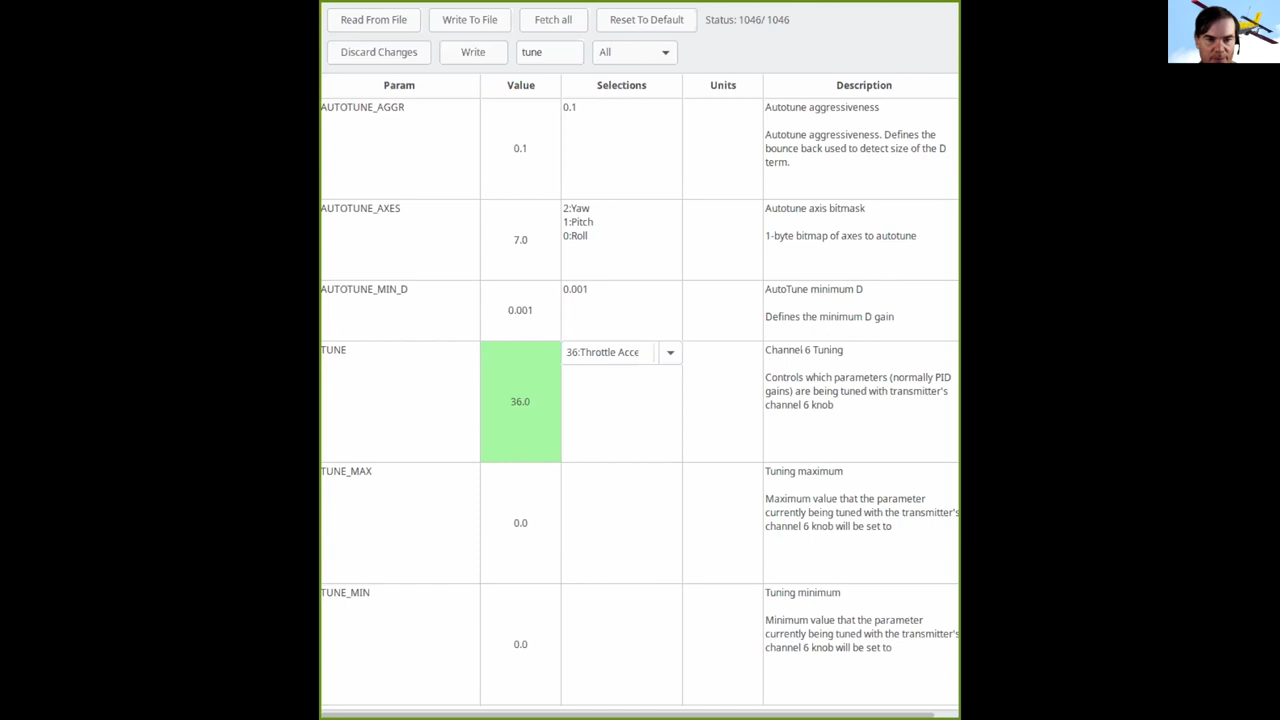 Read From File Write To File Fetch all Reset To Default Status: 1046/ 1046
Discard Changes Write tune All
Param Value Selections Units Description
AUTOTUNE_AGGR 0.1 Autotune aggressiveness
Autotune aggressiveness. Defines the
0.1 bounce back used to detect size of the D
term.
AUTOTUNE_AXES 2:Yaw Autotune axis bitmask
1:Pitch
7.0 0:Roll 1-byte bitmap of axes to autotune
AUTOTUNE_MIN_D 0.001 AutoTune minimum D
0.001 Defines the minimum D gain
TUNE 36:Throttle Acce Channel 6 Tuning
Controls which parameters (normally PID
gains) are being tuned with transmitter's
36.0 channel 6 knob
TUNE_MAX Tuning maximum
Maximum value that the parameter
currently being tuned with the transmitter's
0.0 channel 6 knob will be set to
TUNE_MIN Tuning minimum
Minimum value that the parameter
currently being tuned with the transmitter's
0.0 channel 6 knob will be set to